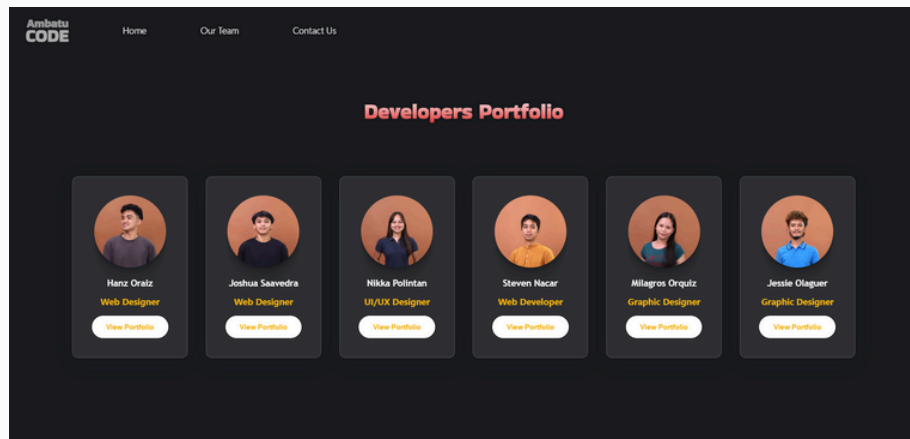 Ambatu
CODE
Home
Our Team
Contact Us
Developers Portfolio
Hanz Oraiz
Web Designer
View Portfolio
Joshua Saavedra
Web Designer
View Portfolio
Nikka Polintan
UI/UX Designer
View Portfolio
Steven Nacar
Web Developer
View Portfolio
Milagros Orquiz
Graphic Designer
View Portfolio
Jessie Olaguer
Graphic Designer
View Portfolio